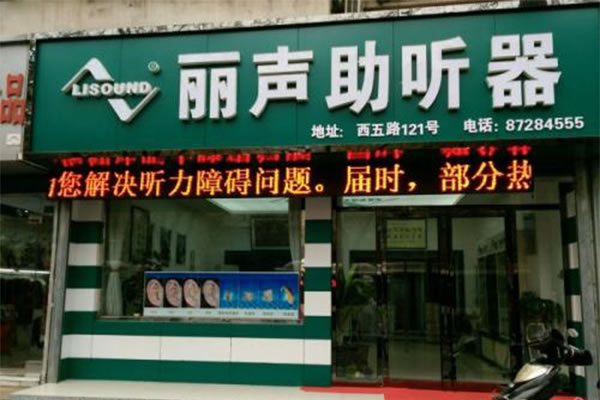 LISOUND®
丽声助听器
地址：西五路121号 电话：87284555
您解决听力障碍问题。届时，部分热
品